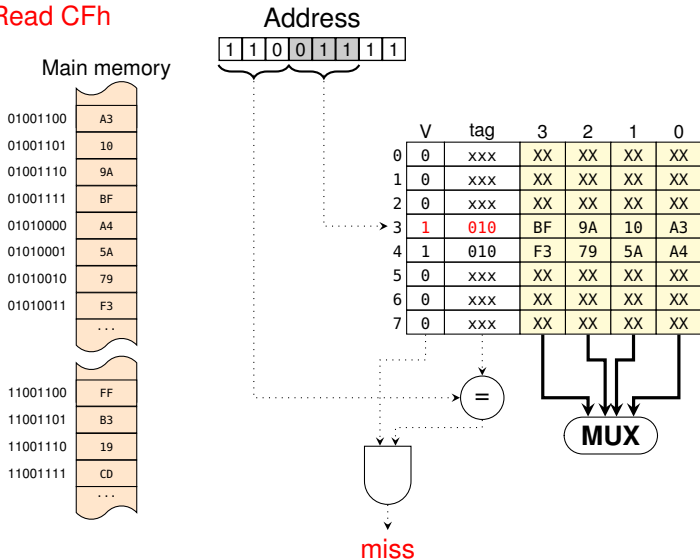 Read CFh
Address
1 1 0 0 1 1 1 1
Main memory
01001100 A3
01001101 10
01001110 9A
01001111 BF
01010000 A4
01010001 5A
01010010 79
01010011 F3
...
11001100 FF
11001101 B3
11001110 19
11001111 CD
...
V tag 3 2 1 0
0 0 xxx XX XX XX XX
1 0 xxx XX XX XX XX
2 0 xxx XX XX XX XX
3 1 010 BF 9A 10 A3
4 1 010 F3 79 5A A4
5 0 xxx XX XX XX XX
6 0 xxx XX XX XX XX
7 0 xxx XX XX XX XX
=
MUX
miss